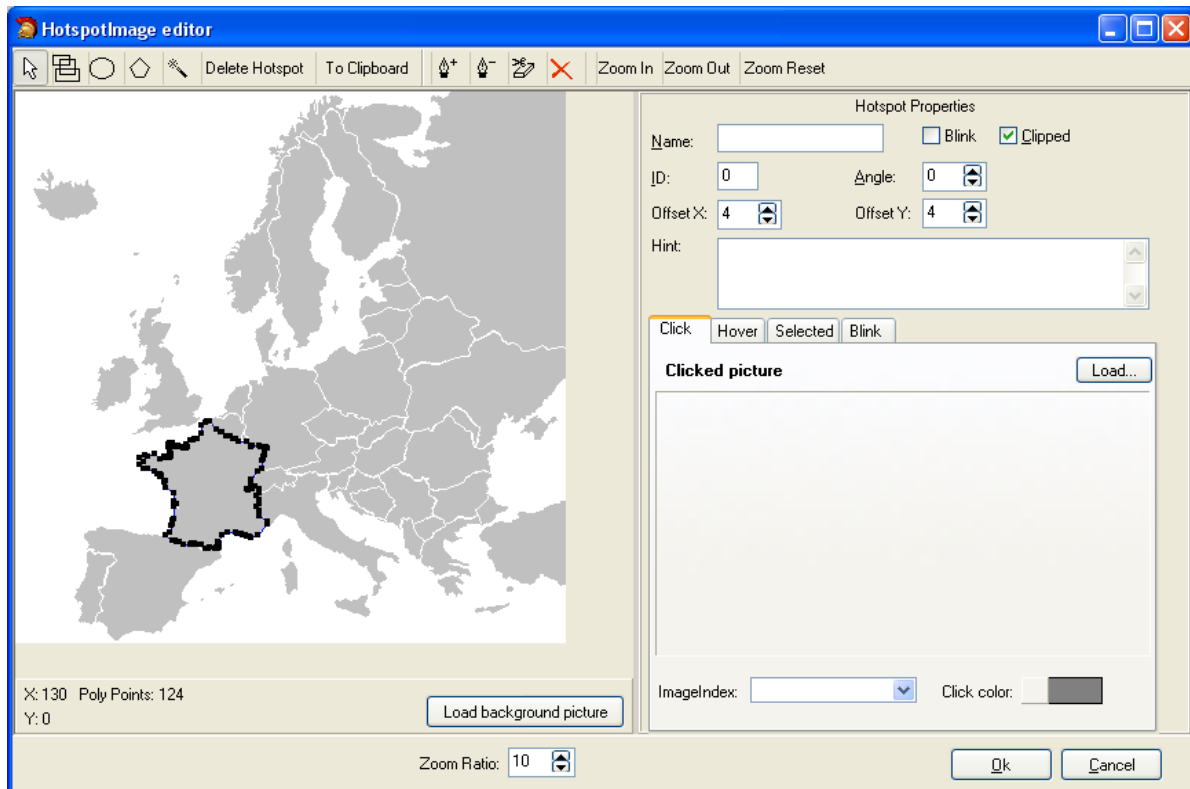 HotspotImage editor
Delete Hotspot To Clipboard Zoom In Zoom Out Zoom Reset
Hotspot Properties
Name: Blink Clipped
ID: 0 Angle: 0
Offset X: 4 Offset Y: 4
Hint:
Click Hover Selected Blink
Clicked picture Load...
ImageIndex: Click color:
X: 130 Poly Points: 124
Y: 0
Load background picture
Zoom Ratio: 10 Ok Cancel